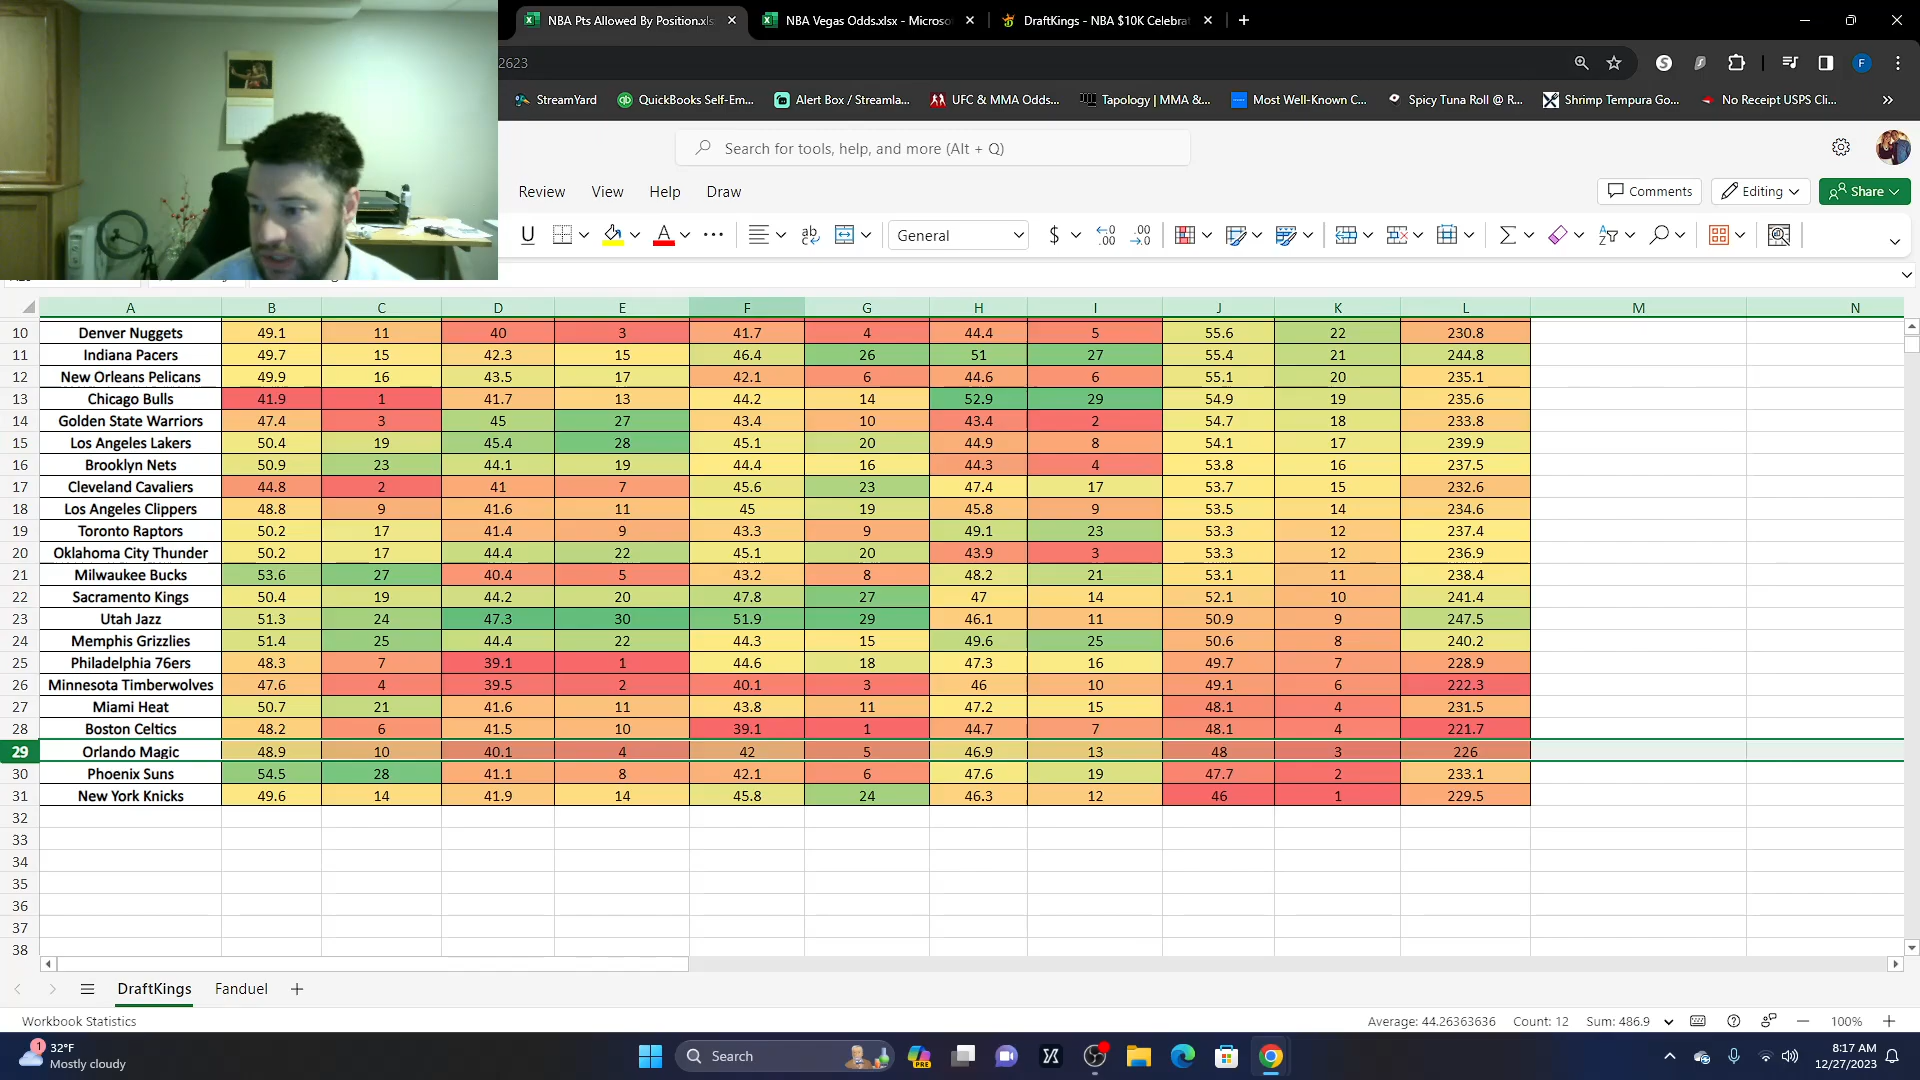 NBA Pts Allowed By Position.xls
NBA Vegas Odds.xlsx - Microso
DraftKings - NBA $10K Celebrat
2623
F
StreamYard
QuickBooks Self-Em...
Alert Box / Streamla...
UFC & MMA Odds...
Tapology | MMA &...
Most Well-Known C...
Spicy Tuna Roll @ R...
Shrimp Tempura Go...
No Receipt USPS Cli...
Search for tools, help, and more (Alt + Q)
Review View Help Draw
Comments Editing Share
General
A B C D E F G H I J K L M N
10 Denver Nuggets 49.1 11 40 3 41.7 4 44.4 5 55.6 22 230.8
11 Indiana Pacers 49.7 15 42.3 15 46.4 26 51 27 55.4 21 244.8
12 New Orleans Pelicans 49.9 16 43.5 17 42.1 6 44.6 6 55.1 20 235.1
13 Chicago Bulls 41.9 1 41.7 13 44.2 14 52.9 29 54.9 19 235.6
14 Golden State Warriors 47.4 3 45 27 43.4 10 43.4 2 54.7 18 233.8
15 Los Angeles Lakers 50.4 19 45.4 28 45.1 20 44.9 8 54.1 17 239.9
16 Brooklyn Nets 50.9 23 44.1 19 44.4 16 44.3 4 53.8 16 237.5
17 Cleveland Cavaliers 44.8 2 41 7 45.6 23 47.4 17 53.7 15 232.6
18 Los Angeles Clippers 48.8 9 41.6 11 45 19 45.8 9 53.5 14 234.6
19 Toronto Raptors 50.2 17 41.4 9 43.3 9 49.1 23 53.3 12 237.4
20 Oklahoma City Thunder 50.2 17 44.4 22 45.1 20 43.9 3 53.3 12 236.9
21 Milwaukee Bucks 53.6 27 40.4 5 43.2 8 48.2 21 53.1 11 238.4
22 Sacramento Kings 50.4 19 44.2 20 47.8 27 47 14 52.1 10 241.4
23 Utah Jazz 51.3 24 47.3 30 51.9 29 46.1 11 50.9 9 247.5
24 Memphis Grizzlies 51.4 25 44.4 22 44.3 15 49.6 25 50.6 8 240.2
25 Philadelphia 76ers 48.3 7 39.1 1 44.6 18 47.3 16 49.7 7 228.9
26 Minnesota Timberwolves 47.6 4 39.5 2 40.1 3 46 10 49.1 6 222.3
27 Miami Heat 50.7 21 41.6 11 43.8 11 47.2 15 48.1 4 231.5
28 Boston Celtics 48.2 6 41.5 10 39.1 1 44.7 7 48.1 4 221.7
29 Orlando Magic 48.9 10 40.1 4 42 5 46.9 13 48 3 226
30 Phoenix Suns 54.5 28 41.1 8 42.1 6 47.6 19 47.7 2 233.1
31 New York Knicks 49.6 14 41.9 14 45.8 24 46.3 12 46 1 229.5
32
33
34
35
36
37
38
DraftKings Fanduel
Workbook Statistics Average: 44.26363636 Count: 12 Sum: 486.9 100%
1 32°F
Mostly cloudy
Search
PRE
8:17 AM
12/27/2023